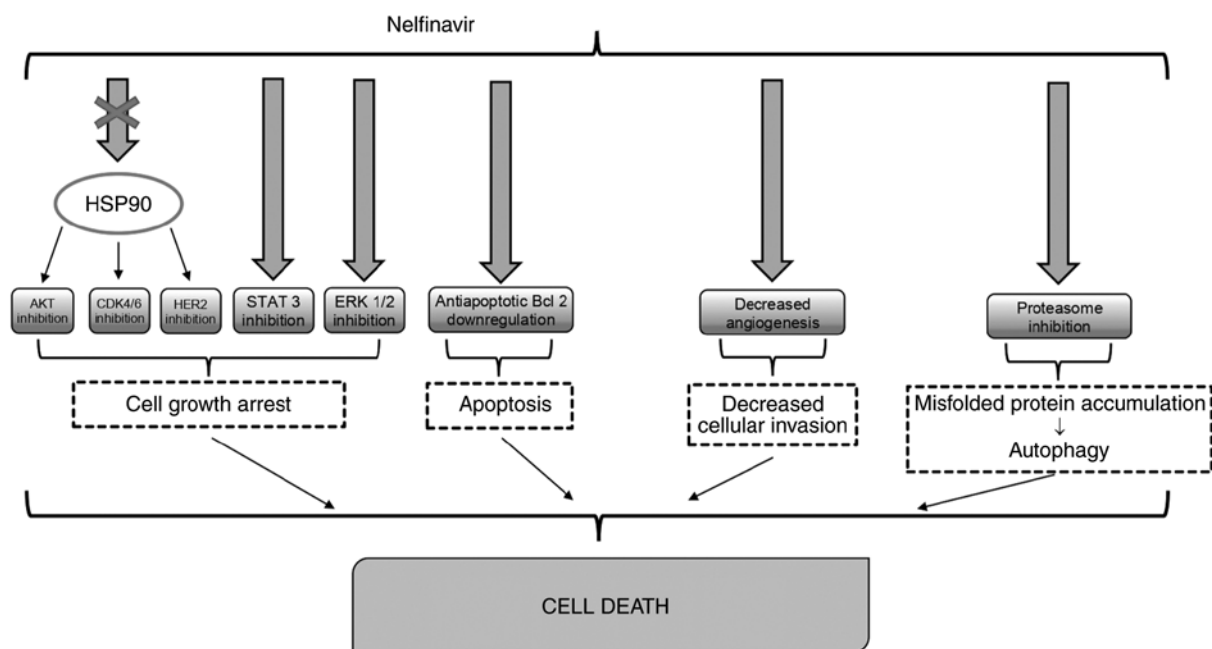 Nelfinavir
HSP90
AKT
inhibition
CDK4/6
inhibition
HER2
inhibition
STAT 3
inhibition
ERK 1/2
inhibition
Antiapoptotic Bcl 2
downregulation
Decreased
angiogenesis
Proteasome
inhibition
Cell growth arrest
Apoptosis
Decreased
cellular invasion
Misfolded protein accumulation
↓
Autophagy
CELL DEATH